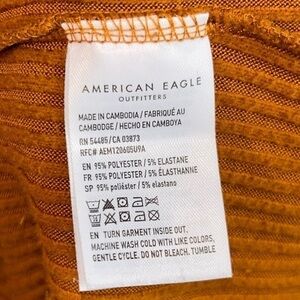 AMERICAN EAGLE
OUTFITTERS
MADE IN CAMBODIA / FABRIQUÉ AU
CAMBODGE / HECHO EN CAMBOYA
RN 54485 / CA 03873
RFC# AEM120605U9A
EN 95% POLYESTER / 5% ELASTANE
FR 95% POLYESTER / 5% ÉLASTHANNE
SP 95% poliéster / 5% elastano
EN TURN GARMENT INSIDE OUT.
MACHINE WASH COLD WITH LIKE COLORS,
GENTLE CYCLE. DO NOT BLEACH. TUMBLE